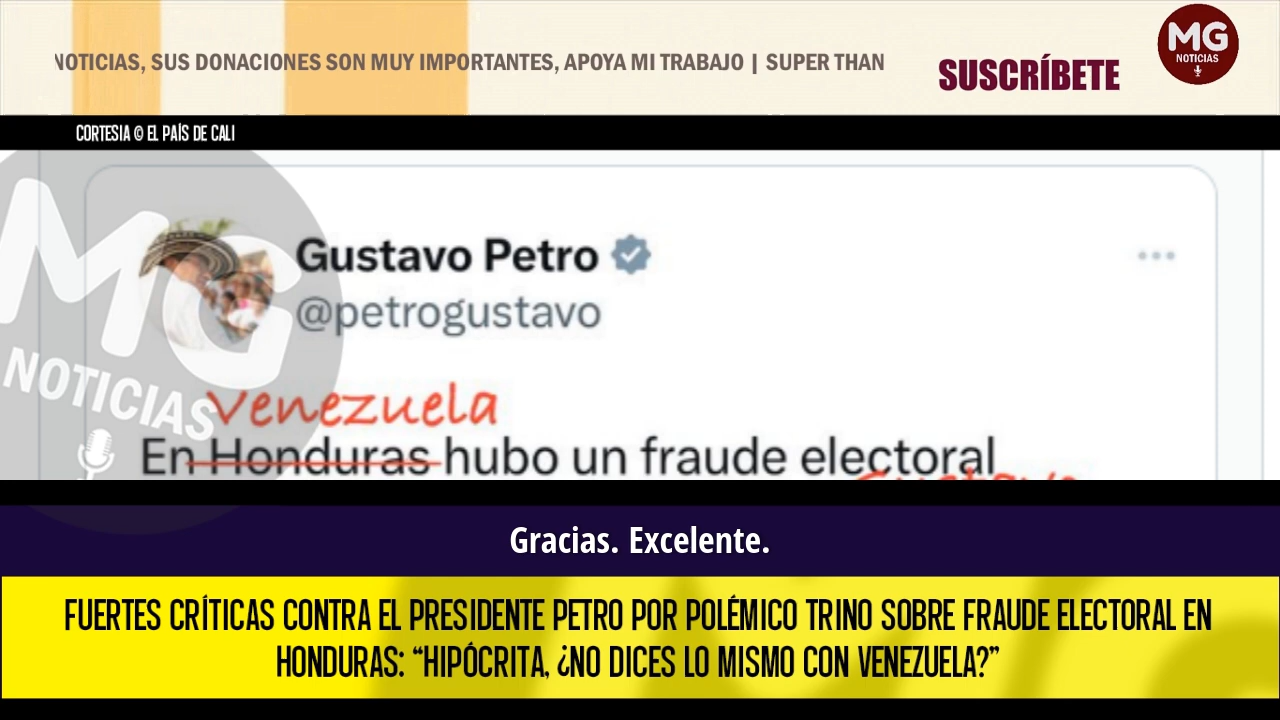 NOTICIAS, SUS DONACIONES SON MUY IMPORTANTES, APOYA MI TRABAJO | SUPER THAN
SUSCRÍBETE
MG
NOTICIAS
CORTESIA © EL PAÍS DE CALI
MG
NOTICIAS
Gustavo Petro
@petrogustavo
Venezuela
En Honduras hubo un fraude electoral
Gracias. Excelente.
FUERTES CRÍTICAS CONTRA EL PRESIDENTE PETRO POR POLÉMICO TRINO SOBRE FRAUDE ELECTORAL EN
HONDURAS: “HIPÓCRITA, ¿NO DICES LO MISMO CON VENEZUELA?”